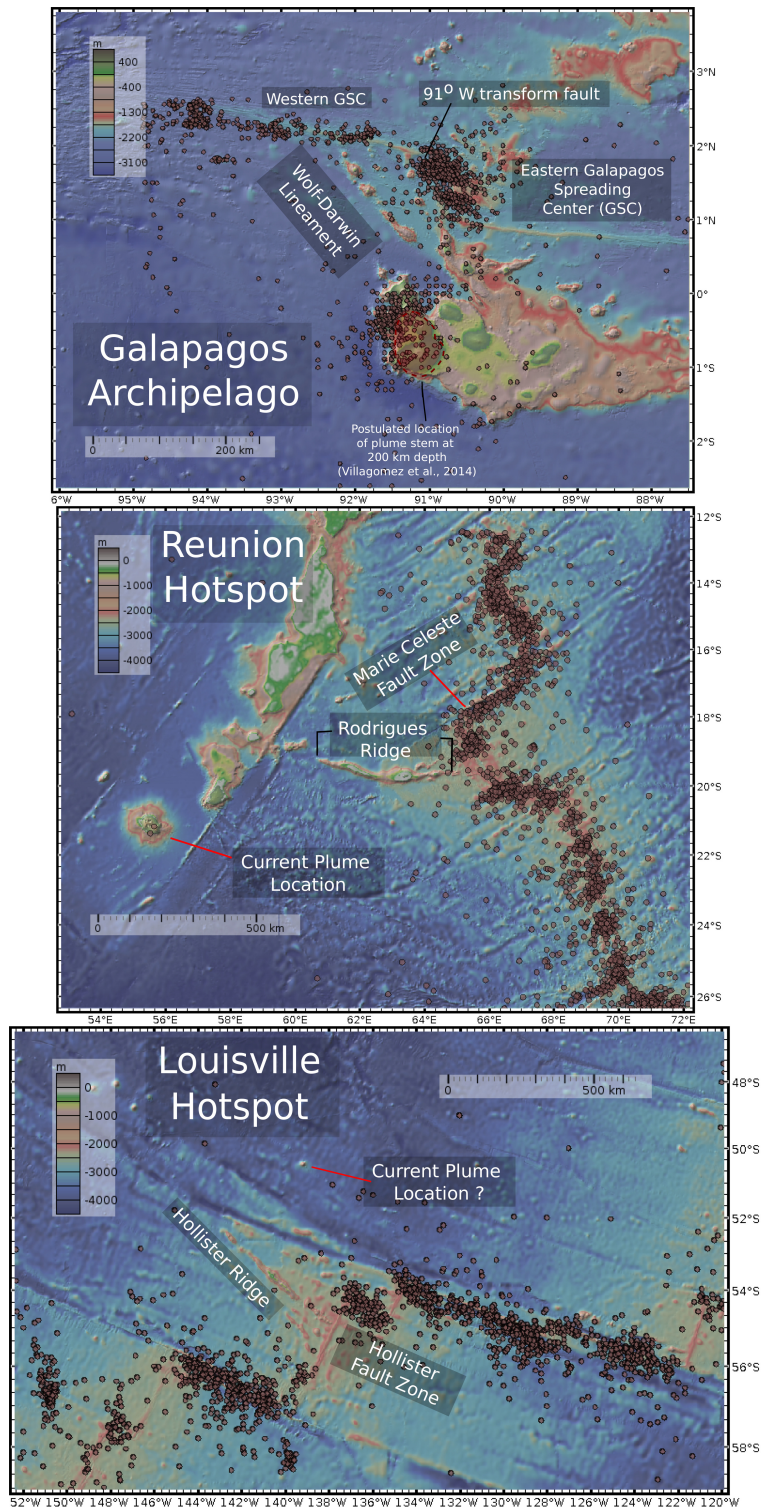 m
400
-400
-1300
-2200
-3100
Western GSC
91° W transform fault
Wolf-Darwin
Lineament
Eastern Galapagos
Spreading
Center (GSC)
Galapagos
Archipelago
0
200 km
Postulated location
of plume stem at
200 km depth
(Villagomez et al., 2014)
3°N
2°N
1°N
0°
1°S
2°S
6°W
95°W
94°W
93°W
92°W
91°W
90°W
89°W
88°W
m
0
-1000
-2000
-3000
-4000
Reunion
Hotspot
Marie Celeste
Fault Zone
Rodrigues
Ridge
Current Plume
Location
0
500 km
12°S
14°S
16°S
18°S
20°S
22°S
24°S
26°S
54°E
56°E
58°E
60°E
62°E
64°E
66°E
68°E
70°E
72°E
m
0
-1000
-2000
-3000
-4000
Louisville
Hotspot
0
500 km
Current Plume
Location ?
Hollister Ridge
Hollister
Fault Zone
48°S
50°S
52°S
54°S
56°S
58°S
52°W
150°W
148°W
146°W
144°W
142°W
140°W
138°W
136°W
134°W
132°W
130°W
128°W
126°W
124°W
122°W
120°W